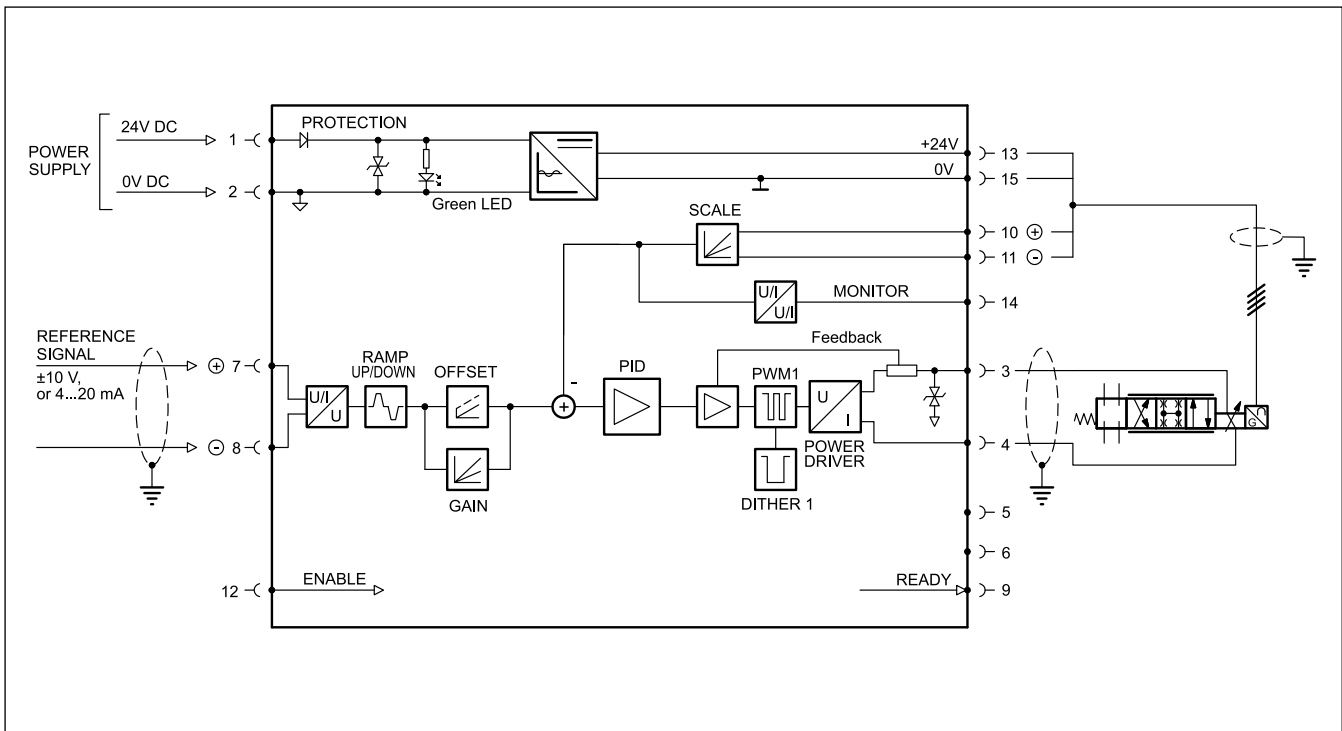 24V DC
POWER
SUPPLY
0V DC
1
2
PROTECTION
Green LED
+24V
0V
13
15
SCALE
10 +
11 -
U/I
U/I
MONITOR
14
REFERENCE
SIGNAL
±10 V,
or 4...20 mA
+ 7
- 8
U/I
U
RAMP
UP/DOWN
OFFSET
GAIN
-
+
PID
Feedback
PWM1
U
I
POWER
DRIVER
DITHER 1
3
4
G
5
6
12
ENABLE
READY
9